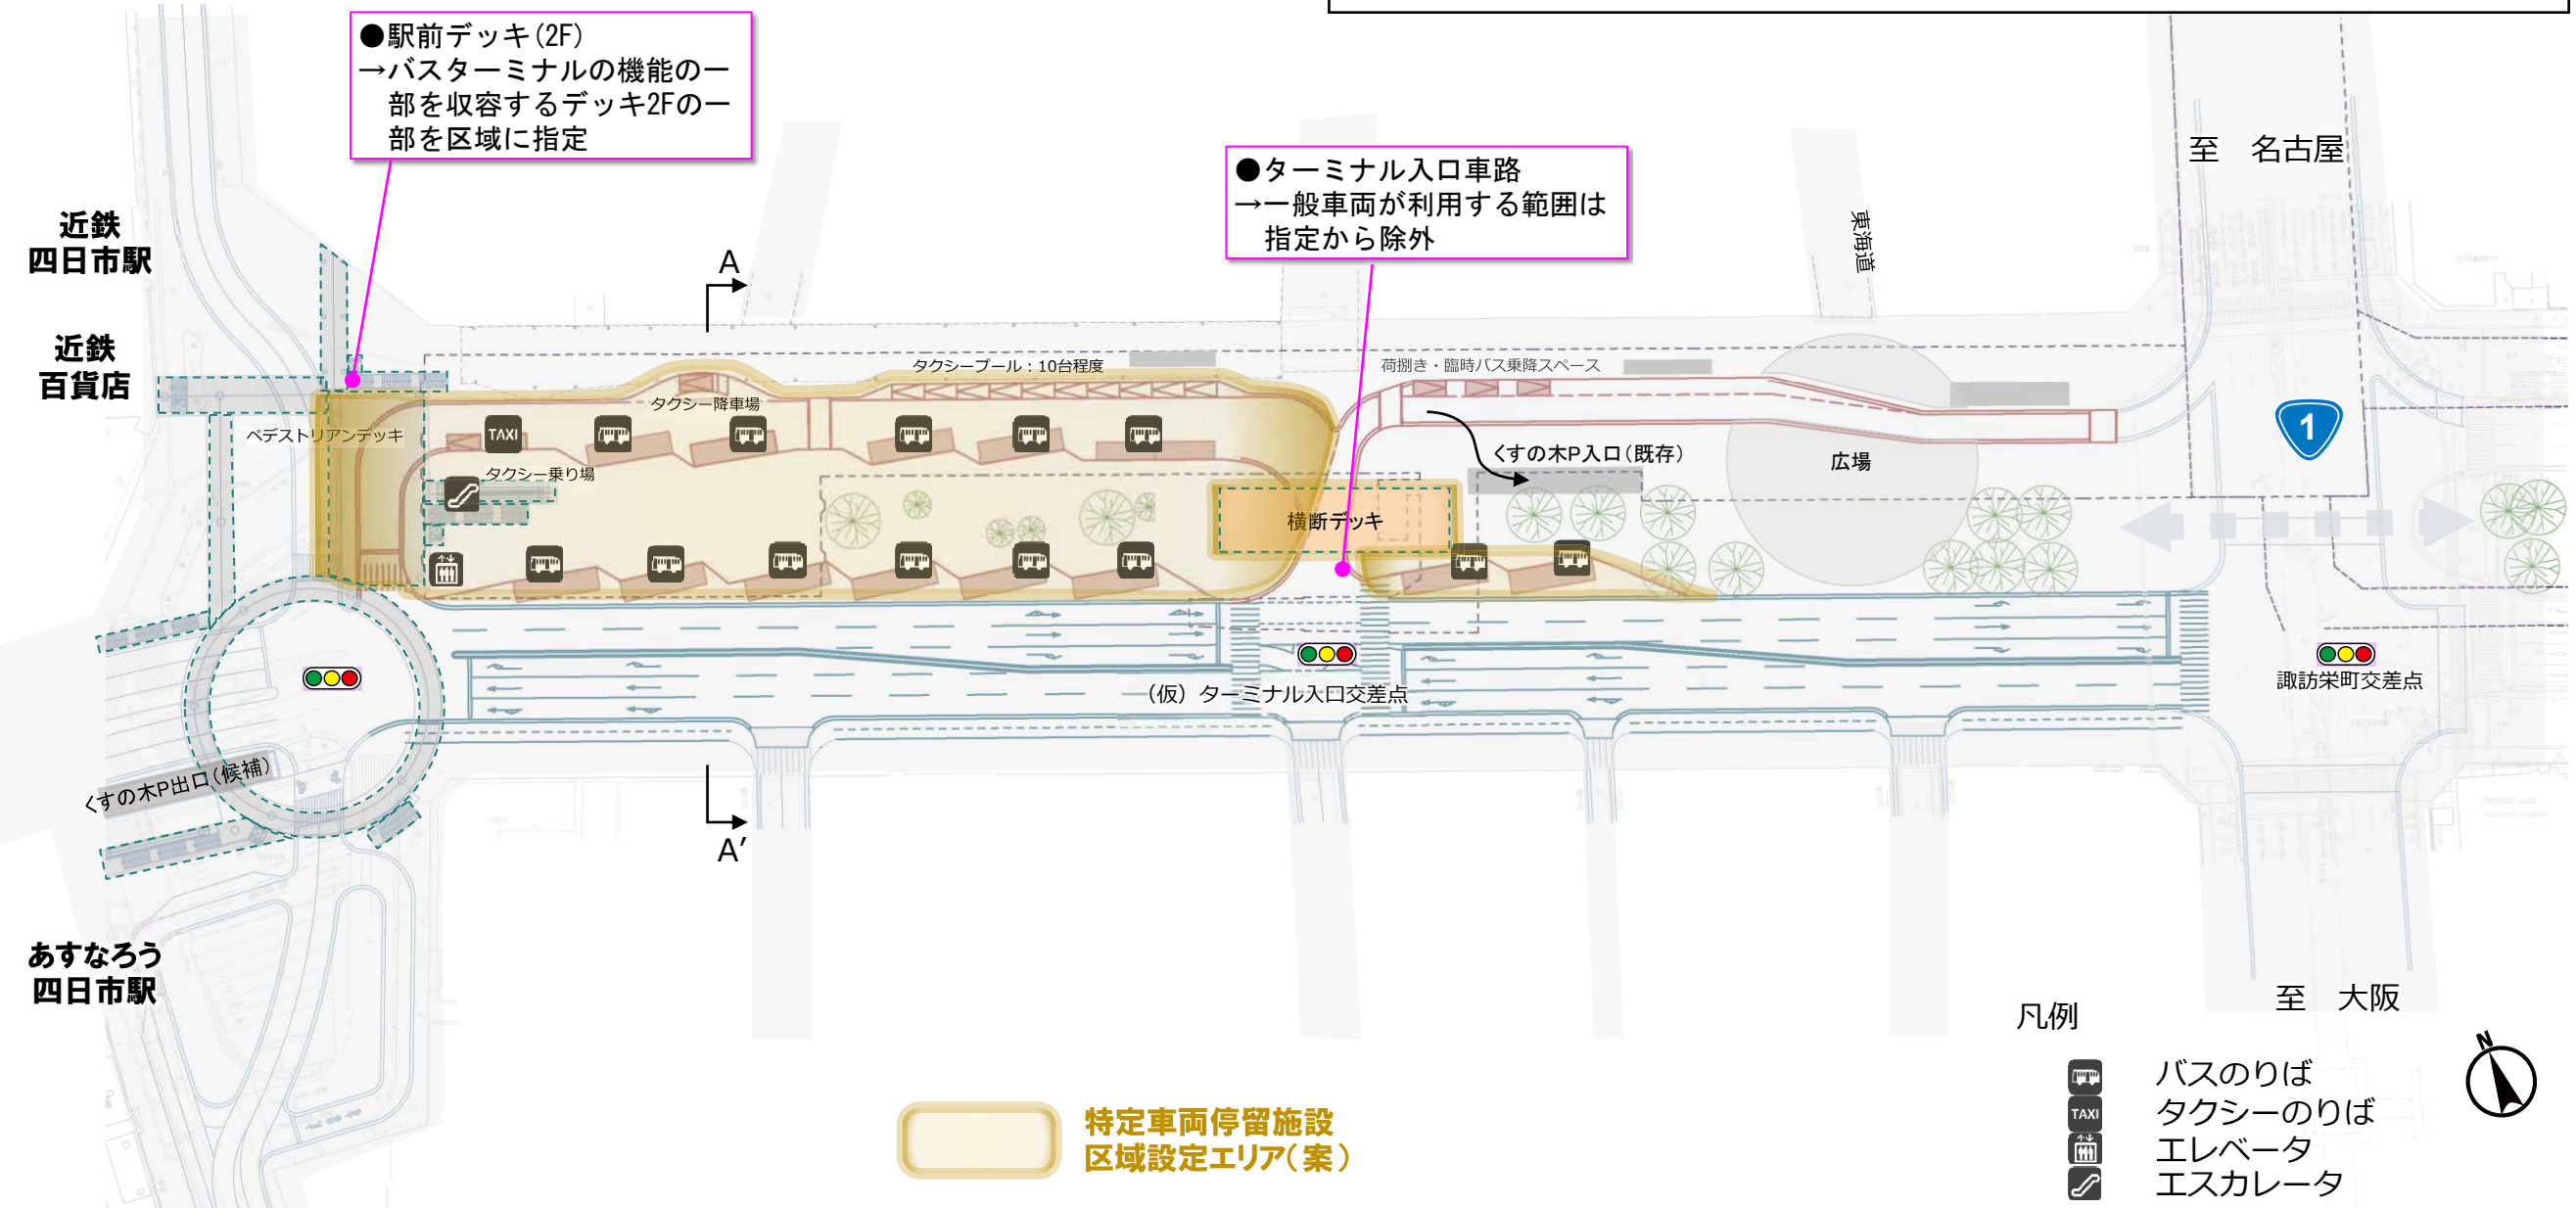 ●駅前デッキ(2F)
→バスターミナルの機能の一
部を収容するデッキ2Fの一
部を区域に指定
●ターミナル入口車路
→一般車両が利用する範囲は
指定から除外
至　名古屋
近鉄
四日市駅
東海道
A
近鉄
百貨店
タクシープール：10台程度
荷捌き・臨時バス乗降スペース
タクシー降車場
ペデストリアンデッキ
TAXI
タクシー乗り場
くすの木P入口(既存)
広場
1
横断デッキ
(仮) ターミナル入口交差点
諏訪栄町交差点
くすの木P出口(候補)
A’
あすなろう
四日市駅
至　大阪
凡例
N
バスのりば
TAXI
タクシーのりば
エレベータ
エスカレータ
特定車両停留施設
区域設定エリア(案)